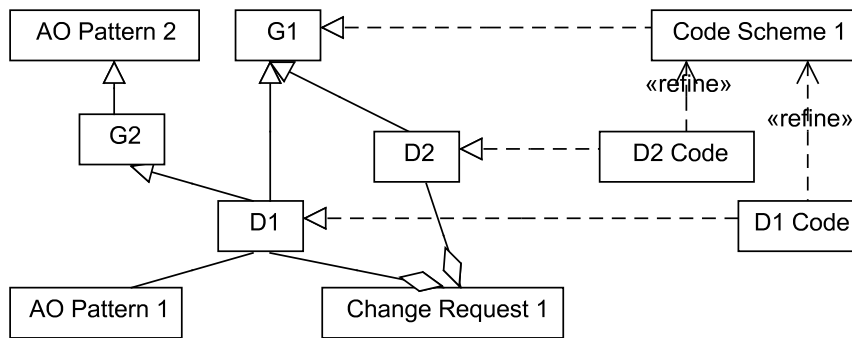 AO Pattern 2
G1
Code Scheme 1
«refine»
«refine»
G2
D2
D2 Code
D1
D1 Code
AO Pattern 1
Change Request 1